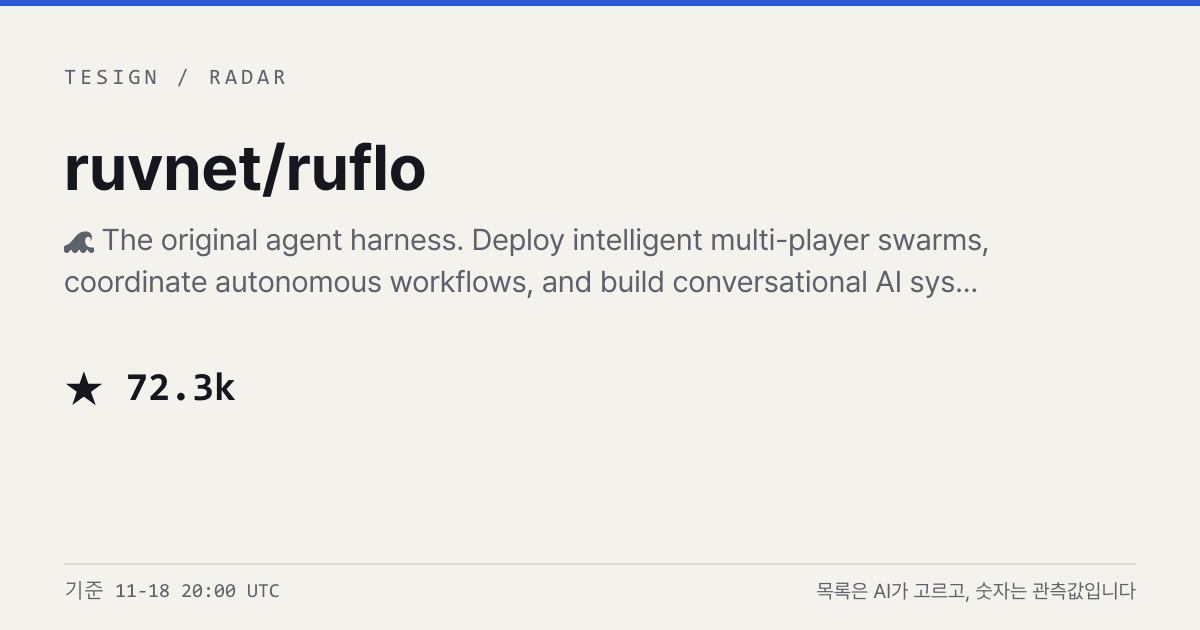 TESIGN / RADAR
ruvnet/ruflo
🌊 The original agent harness. Deploy intelligent multi-player swarms,
coordinate autonomous workflows, and build conversational AI sys...
★ 72.3k
기준 11-18 20:00 UTC
목록은 AI가 고르고, 숫자는 관측값입니다